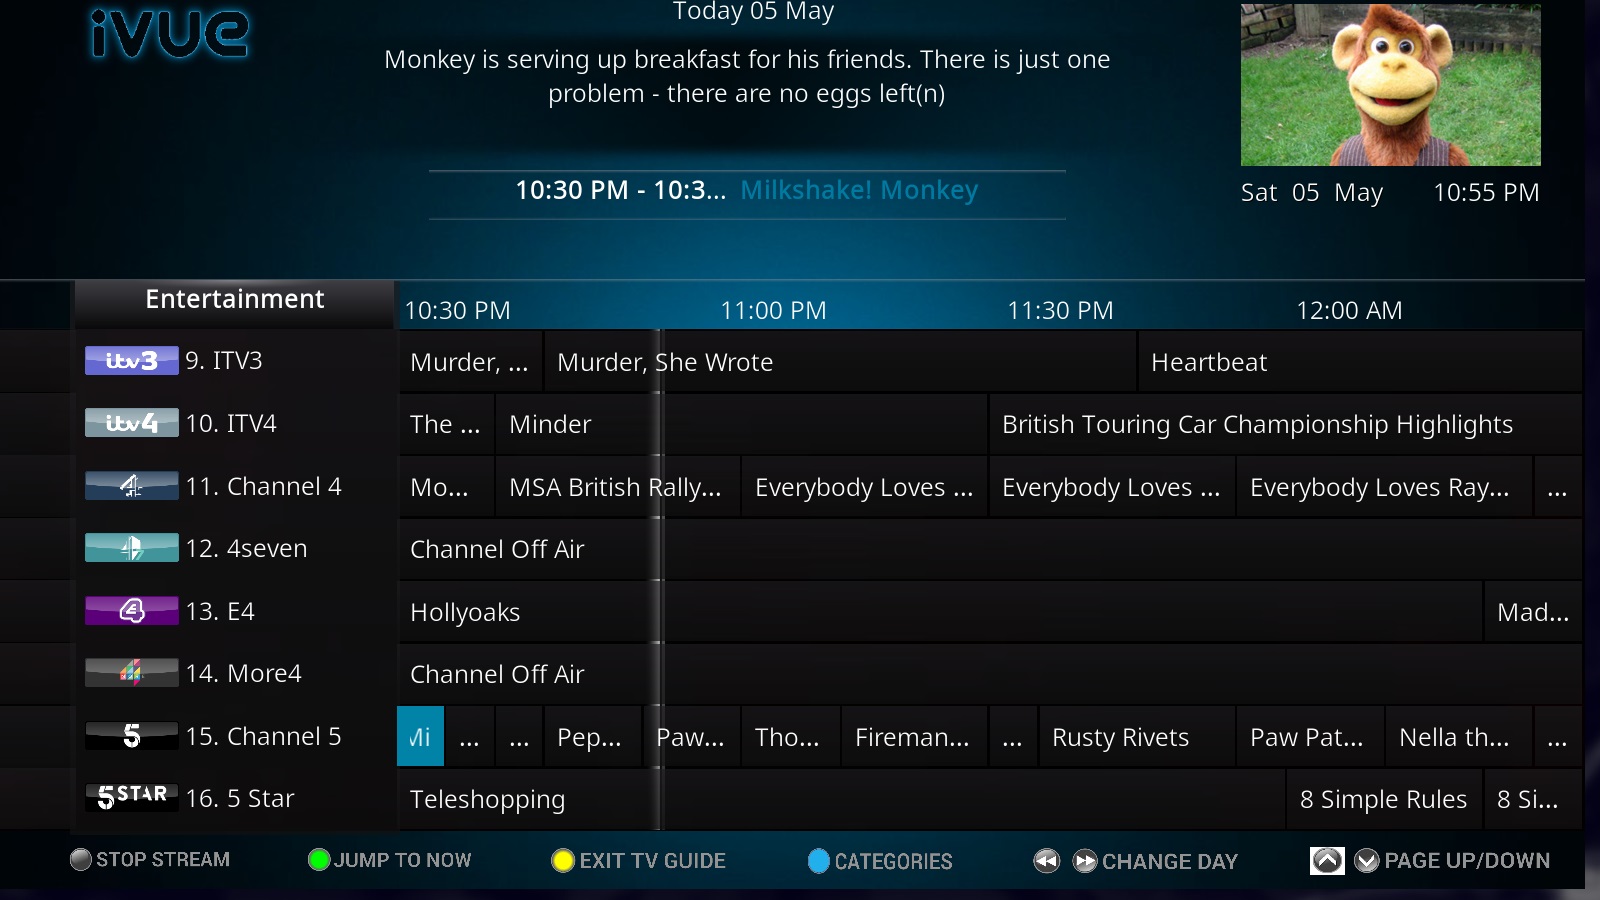 iVUE
Today 05 May
Monkey is serving up breakfast for his friends. There is just one
problem - there are no eggs left(n)
10:30 PM - 10:3... Milkshake! Monkey
Sat 05 May 10:55 PM
Entertainment 10:30 PM 11:00 PM 11:30 PM 12:00 AM
itv3 9. ITV3 Murder, ... Murder, She Wrote Heartbeat
itv4 10. ITV4 The ... Minder British Touring Car Championship Highlights
4 11. Channel 4 Mo... MSA British Rally... Everybody Loves ... Everybody Loves ... Everybody Loves Ray... ...
12. 4seven Channel Off Air
E4 13. E4 Hollyoaks Mad...
4 14. More4 Channel Off Air
5 15. Channel 5 Mi ... ... Pep... Paw... Tho... Fireman... ... Rusty Rivets Paw Pat... Nella th... ...
5STAR 16. 5 Star Teleshopping 8 Simple Rules 8 Si...
STOP STREAM JUMP TO NOW EXIT TV GUIDE CATEGORIES CHANGE DAY PAGE UP/DOWN